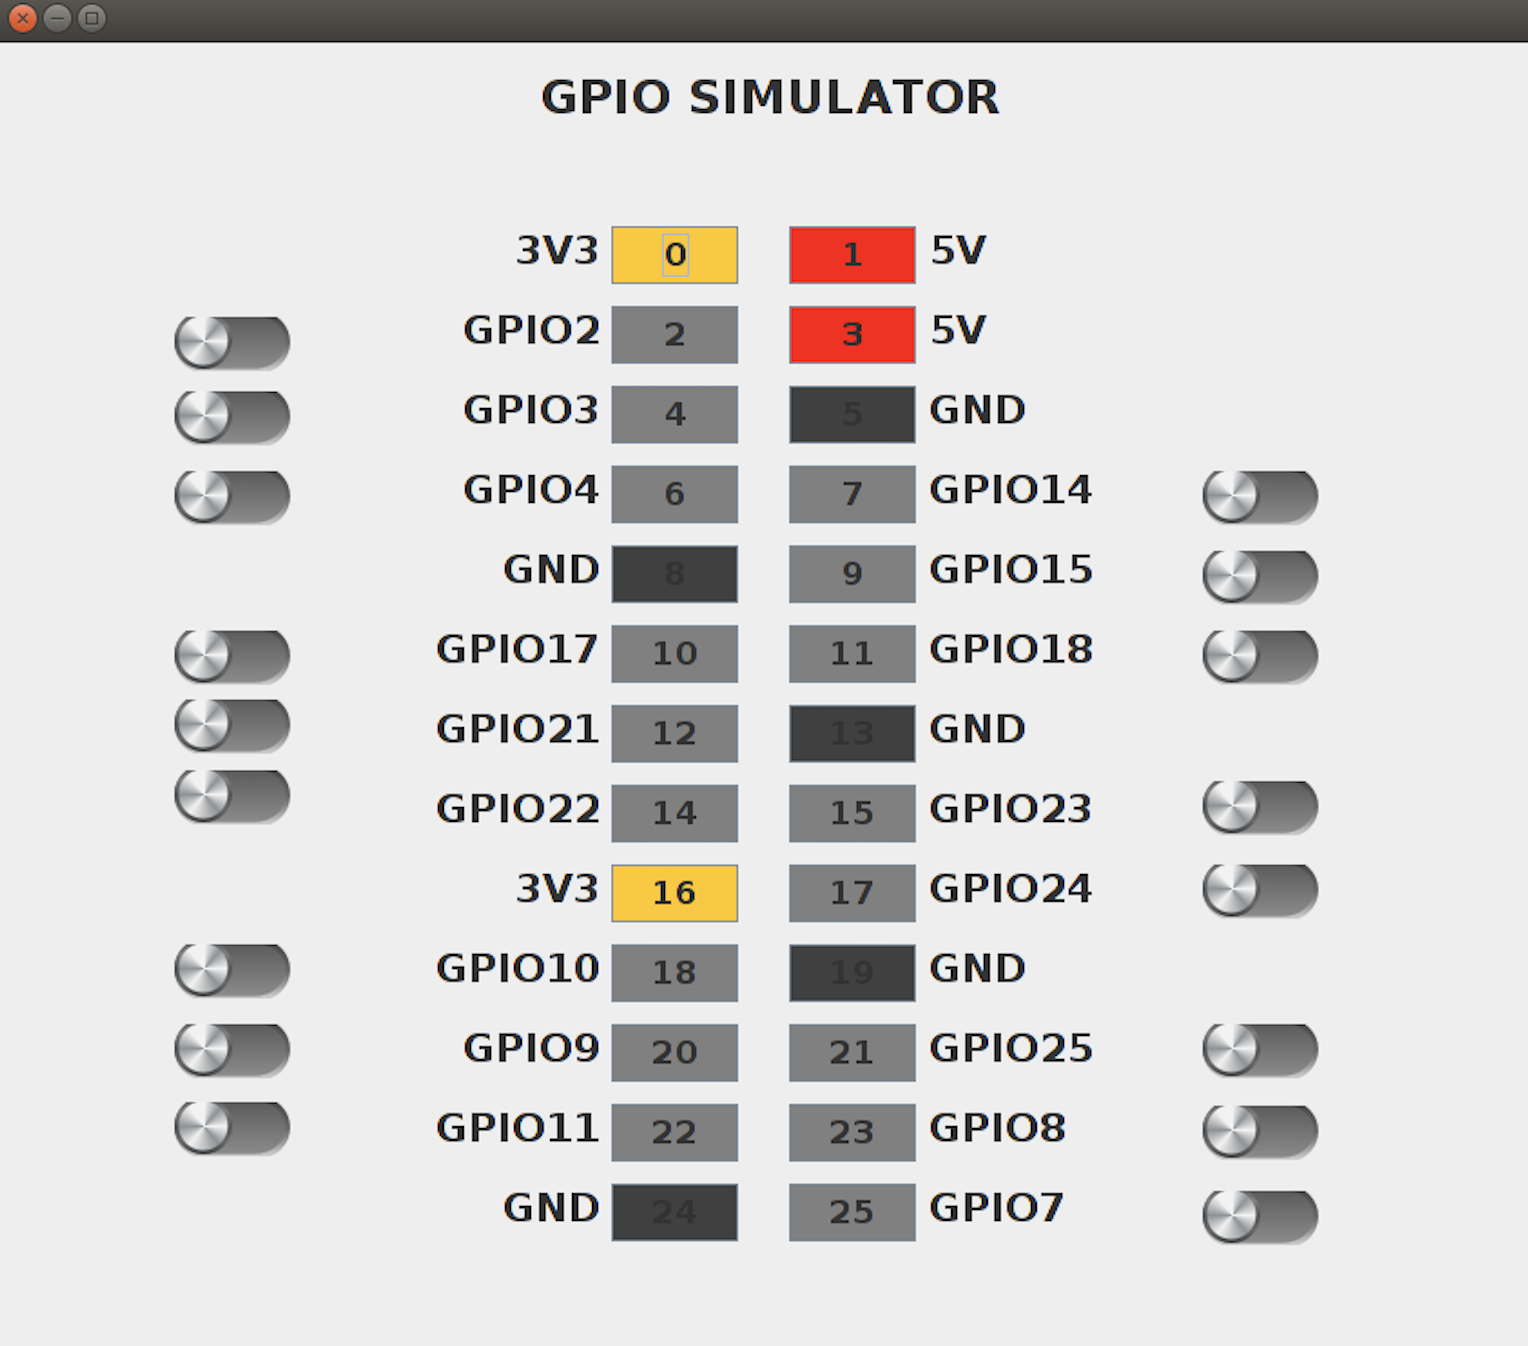 GPIO SIMULATOR
3V3 0 1 5V
GPIO2 2 3 5V
GPIO3 4 5 GND
GPIO4 6 7 GPIO14
GND 8 9 GPIO15
GPIO17 10 11 GPIO18
GPIO21 12 13 GND
GPIO22 14 15 GPIO23
3V3 16 17 GPIO24
GPIO10 18 19 GND
GPIO9 20 21 GPIO25
GPIO11 22 23 GPIO8
GND 24 25 GPIO7